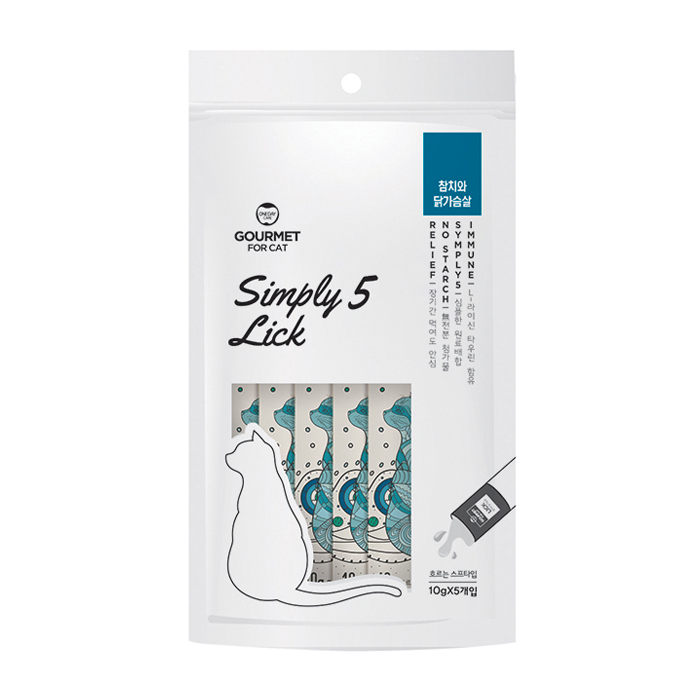 참치와
닭가슴살
ONEDAY
CARE
GOURMET
FOR CAT
Simply 5
Lick
IMMUNE | L-라이신 타우린 함유
SYMPLY5 | 심플한 원료배합
NO STARCH | 無전분 첨가물
RELIEF | 장기간 먹여도 안심
LICK
흐르는 스프타입
10gX5개입